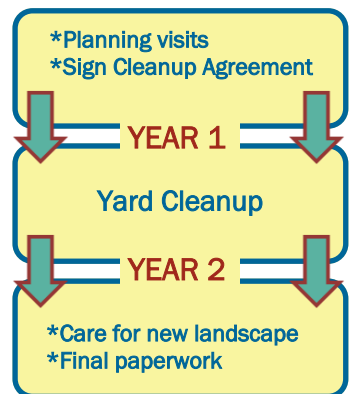 *Planning visits
*Sign Cleanup Agreement
YEAR 1
Yard Cleanup
YEAR 2
*Care for new landscape
*Final paperwork